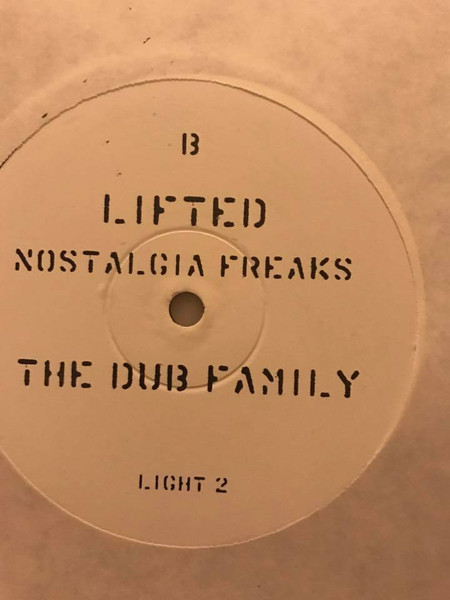 B
LIFTED
NOSTALGIA FREAKS
THE DUB FAMILY
LIGHT 2